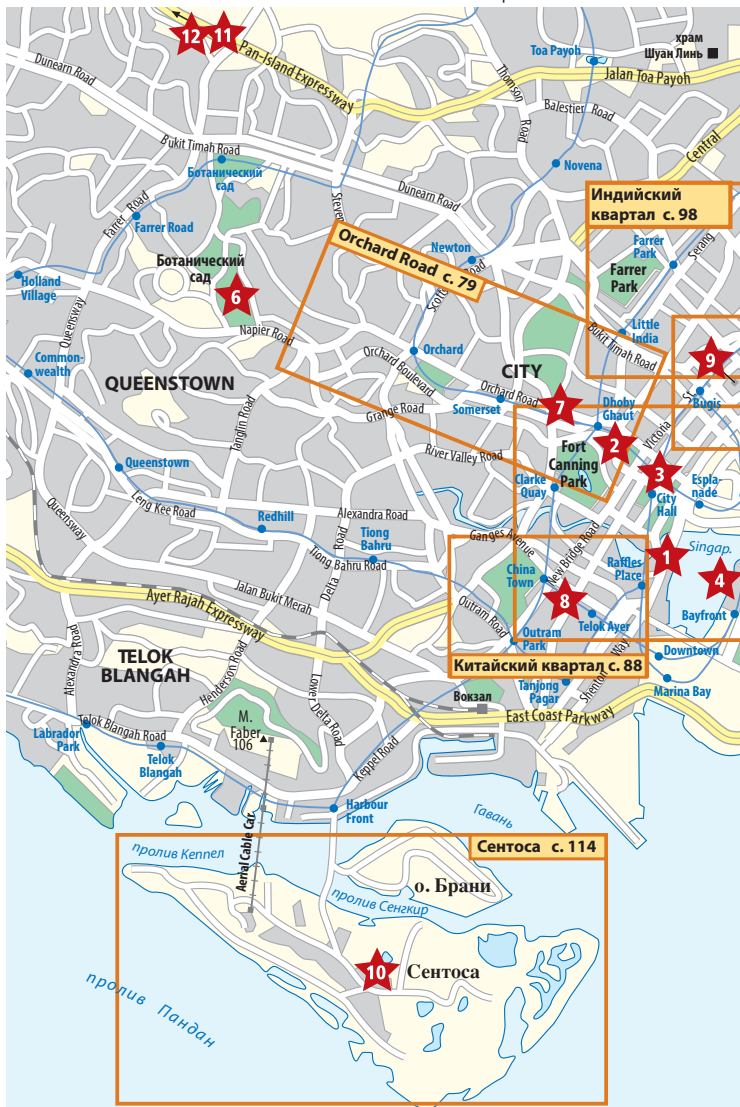 12
11
Pan-Island Expressway
Toa Payoh
храм
Шуан Линь
Jalan Toa Payoh
Dunearn Road
Thomson
Road
Balestier Road
Central
Bukit Timah Road
Ботанический
сад
Novena
Dunearn Road
Индийский
квартал с. 98
Farrer Road
Farrer Road
Orchard Road с. 79
Newton
Farrer
Park
Serang
Ботанический
сад
6
Farrer
Park
Holland
Village
Queensway
Napier Road
Little
India
Bukit Timah Road
Orchard
Orchard Boulevard
CITY
9
Common-
wealth
QUEENSTOWN
Orchard Road
Bugis
Somerset
7
Dhoby
Ghaut
Tanglin Road
Grange Road
2
Victoria
St.
River Valley Road
Fort
Canning
Park
3
Queenstown
Clarke
Quay
City
Hall
Espla-
nade
Queensway
Leng Kee Road
Redhill
Alexandra Road
Tiong
Bahru
Ganges Avenue
New Bridge Road
Tiong Bahru Road
Delta
Road
China
Town
Raffles
Place
1
Singap.
4
Jalan Bukit Merah
8
Bayfront
Ayer Rajah Expressway
Outram Road
Telok Ayer
Outram
Park
Alexandra Road
TELOK
BLANGAH
Henderson Road
Китайский квартал с. 88
Shenton Way
Downtown
Tanjong
Pagar
Marina Bay
Lower Delta Road
Вокзал
East Coast Parkway
M.
Faber
106
Telok Blangah Road
Labrador
Park
Telok
Blangah
Keppel Road
Harbour
Front
Гавань
Aerial Cable Car
пролив Кеппел
Сентоса с. 114
о. Брани
пролив Сенгкир
10
Сентоса
пролив Пандан